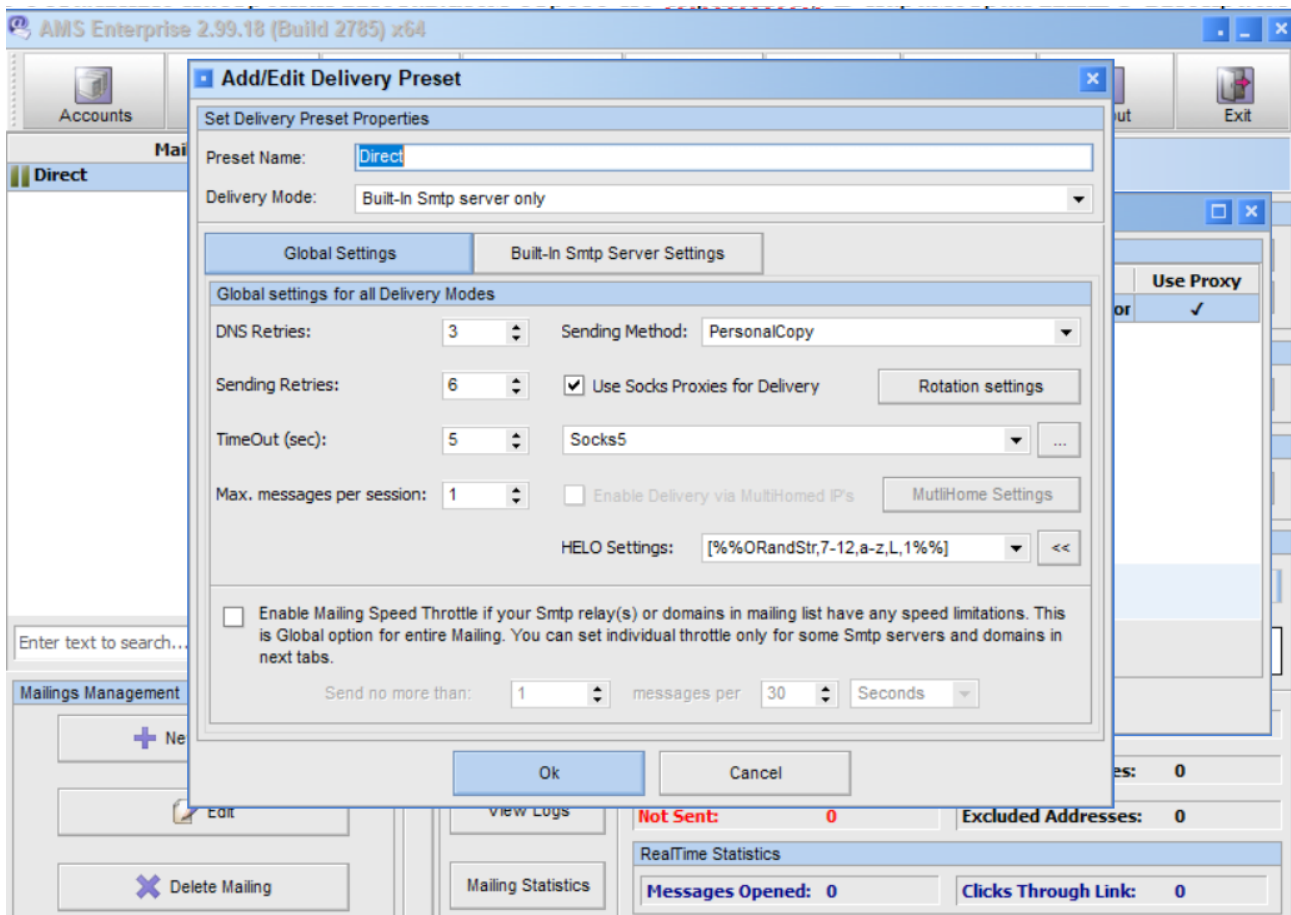 AMS Enterprise 2.99.18 (Build 2785) x64
Accounts
ut
Exit
Add/Edit Delivery Preset
Set Delivery Preset Properties
Mai
Direct
Preset Name: Direct
Delivery Mode: Built-In Smtp server only
Global Settings
Built-In Smtp Server Settings
Use Proxy
or ✓
Global settings for all Delivery Modes
DNS Retries: 3 Sending Method: PersonalCopy
Sending Retries: 6 Use Socks Proxies for Delivery Rotation settings
TimeOut (sec): 5 Socks5 ...
Max. messages per session: 1 Enable Delivery via MultiHomed IP's MutliHome Settings
HELO Settings: [%%ORandStr,7-12,a-z,L,1%%] <<
Enable Mailing Speed Throttle if your Smtp relay(s) or domains in mailing list have any speed limitations. This
is Global option for entire Mailing. You can set individual throttle only for some Smtp servers and domains in
next tabs.
Send no more than: 1 messages per 30 Seconds
Ok
Cancel
Enter text to search...
Mailings Management
Ne
Edit
Delete Mailing
View Logs
Mailing Statistics
es: 0
Not Sent: 0
Excluded Addresses: 0
RealTime Statistics
Messages Opened: 0
Clicks Through Link: 0